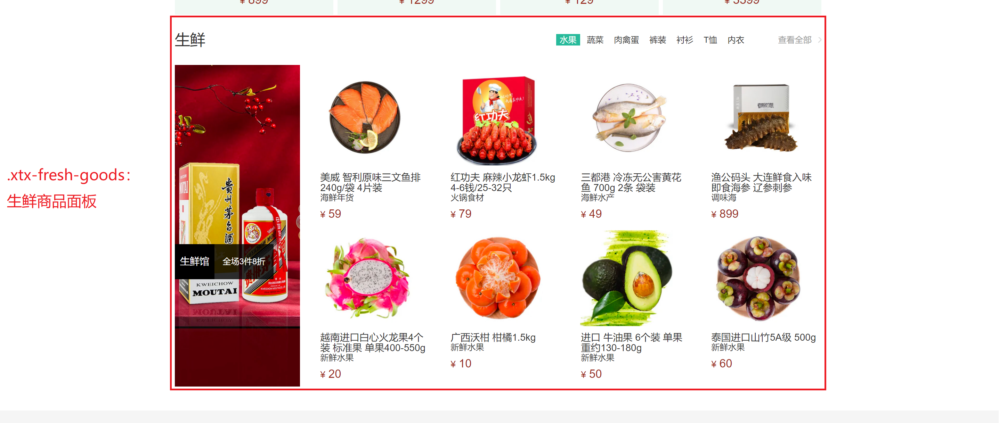 ¥ 899
¥ 1299
¥ 129
¥ 3599
生鲜
水果 蔬菜 肉禽蛋 裤装 衬衫 T恤 内衣 查看全部 >
.xtx-fresh-goods：
生鲜商品面板
贵州茅台酒
MOUTAI
500ml
生鲜馆 全场3件8折
KWEICHOW
MOUTAI
红功夫
老板的参
美威 智利原味三文鱼排
240g/袋 4片装
海鲜年货
¥ 59
红功夫 麻辣小龙虾1.5kg
4-6钱/25-32只
火锅食材
¥ 79
三都港 冷冻无公害黄花
鱼 700g 2条 袋装
海鲜水产
¥ 49
渔公码头 大连鲜食入味
即食海参 辽参刺参
调味海
¥ 899
越南进口白心火龙果4个
装 标准果 单果400-550g
新鲜水果
¥ 20
广西沃柑 柑橘1.5kg
新鲜水果
¥ 10
进口 牛油果 6个装 单果
重约130-180g
新鲜水果
¥ 50
泰国进口山竹5A级 500g
新鲜水果
¥ 60